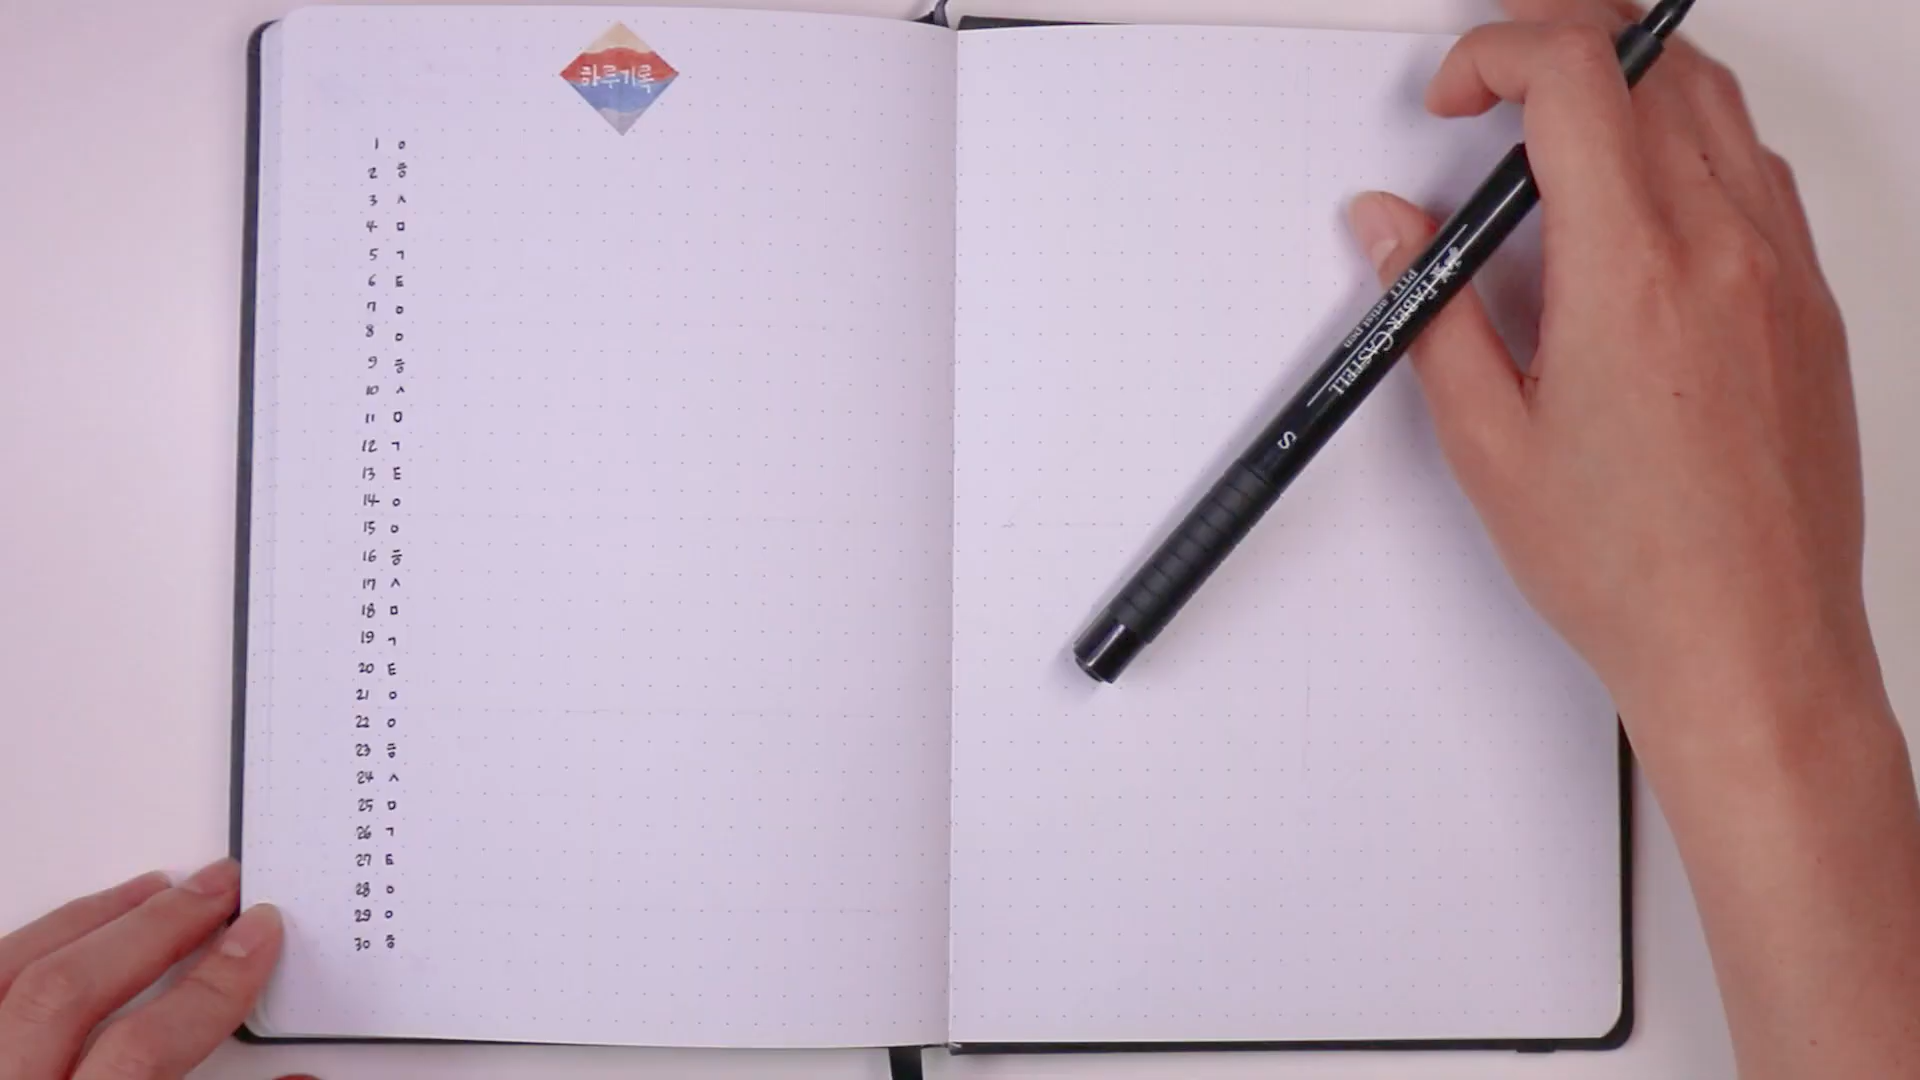 하루기록
1 ㅇ
2 ㅎ
3 ㅅ
4 ㅁ
5 ㄱ
6 ㅌ
7 ㅇ
8 ㅇ
9 ㅎ
10 ㅅ
11 ㅁ
12 ㄱ
13 ㅌ
14 ㅇ
15 ㅇ
16 ㅎ
17 ㅅ
18 ㅁ
19 ㄱ
20 ㅌ
21 ㅇ
22 ㅇ
23 ㅎ
24 ㅅ
25 ㅁ
26 ㄱ
27 ㅌ
28 ㅇ
29 ㅇ
30 ㅎ
FABER-CASTELL
PITT artist pen
S